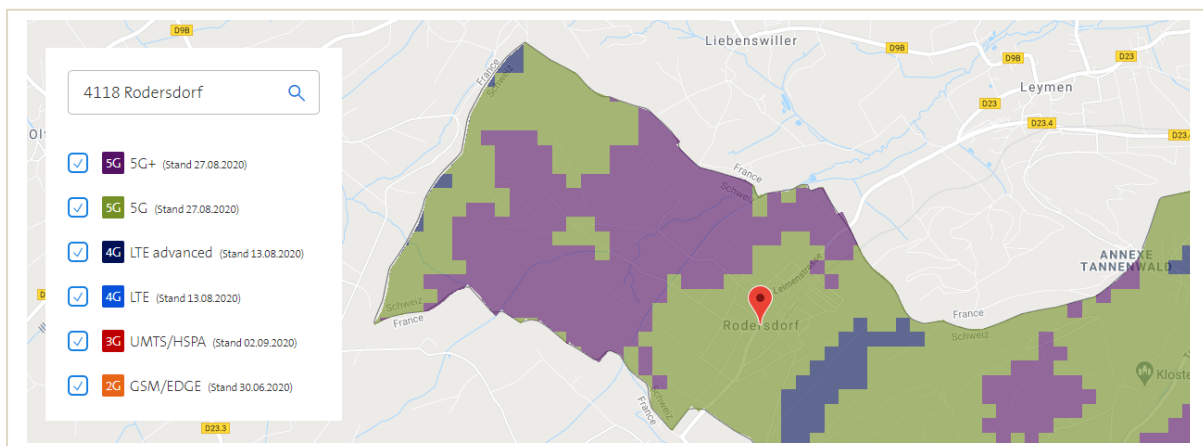 4118 Rodersdorf
5G 5G+ (Stand 27.08.2020)
5G 5G (Stand 27.08.2020)
4G LTE advanced (Stand 13.08.2020)
4G LTE (Stand 13.08.2020)
3G UMTS/HSPA (Stand 02.09.2020)
2G GSM/EDGE (Stand 30.06.2020)
D9B
D9B
D9B
D9B
D23
Liebenswiller
Leymen
D23
D23.4
France
Schweiz
France
Schweiz
ANNEXE
TANNENWALD
Leimenstrasse
Schweiz
France
Rodersdorf
France
Schweiz
France
Schweiz
D23.3